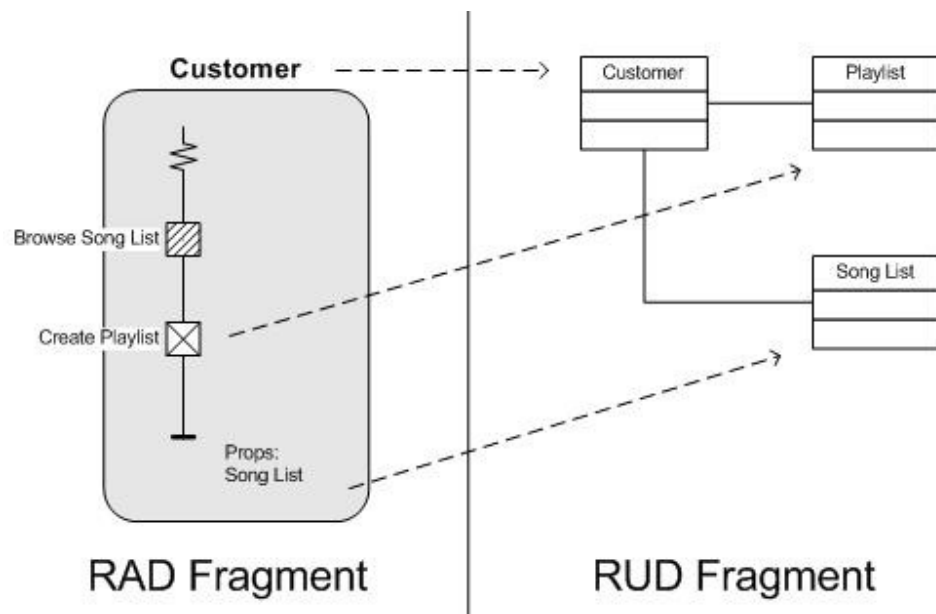 Customer
Browse Song List
Create Playlist
Props:
Song List
RAD Fragment
Customer
Playlist
Song List
RUD Fragment